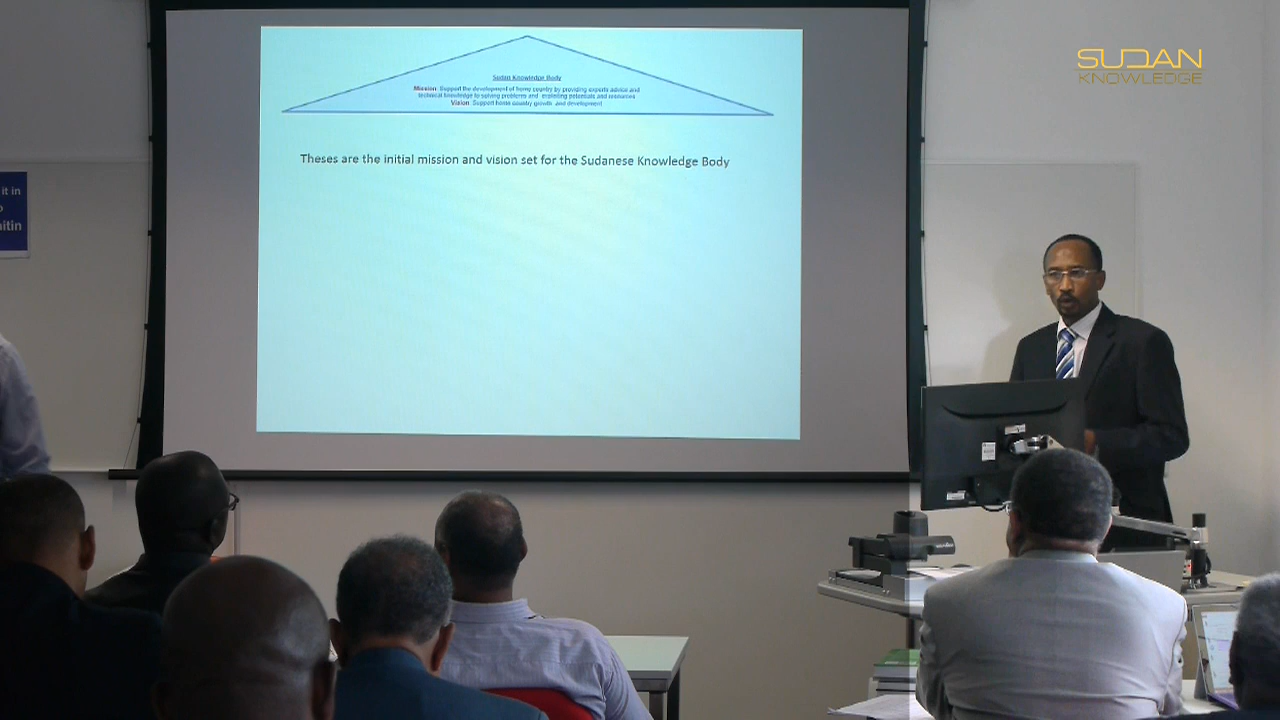 SUDAN
KNOWLEDGE
Sudan Knowledge Body
Mission: Support the development of home country by providing experts advice and
technical knowledge to solving problems and exploiting potentials and resources
Vision: Support home country growth and development
Theses are the initial mission and vision set for the Sudanese Knowledge Body
it in